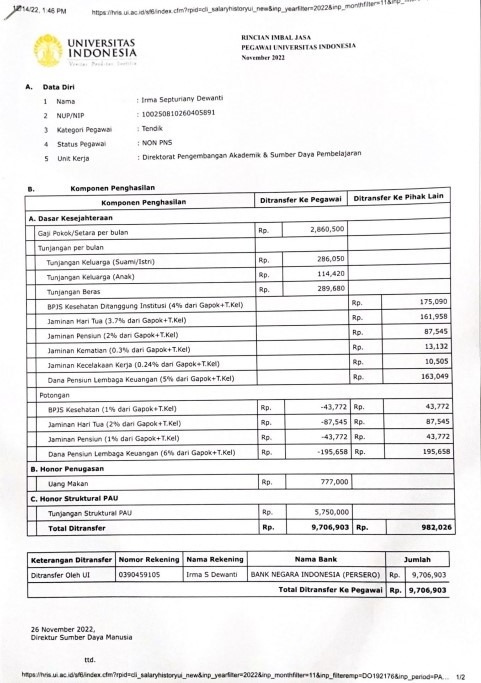 12/14/22, 1:46 PM https://hris.ui.ac.id/sf6/index.cfm?rpid=cli_salaryhistoryui_new&inp_yearfilter=2022&inp_monthfilter=11&inp_
UNIVERSITAS
INDONESIA
RINCIAN IMBAL JASA
PEGAWAI UNIVERSITAS INDONESIA
November 2022
A. Data Diri
1 Nama : Irma Septuriany Dewanti
2 NUP/NIP : 100250810260405891
3 Kategori Pegawai : Tendik
4 Status Pegawai : NON PNS
5 Unit Kerja : Direktorat Pengembangan Akademik & Sumber Daya Pembelajaran
B. Komponen Penghasilan
Komponen Penghasilan Ditransfer Ke Pegawai Ditransfer Ke Pihak Lain
A. Dasar Kesejahteraan
Gaji Pokok/Setara per bulan Rp. 2,860,500
Tunjangan per bulan
Tunjangan Keluarga (Suami/Istri) Rp. 286,050
Tunjangan Keluarga (Anak) Rp. 114,420
Tunjangan Beras Rp. 289,680
BPJS Kesehatan Ditanggung Institusi (4% dari Gapok+T.Kel) Rp. 175,090
Jaminan Hari Tua (3.7% dari Gapok+T.Kel) Rp. 161,958
Jaminan Pensiun (2% dari Gapok+T.Kel) Rp. 87,545
Jaminan Kematian (0.3% dari Gapok+T.Kel) Rp. 13,132
Jaminan Kecelakaan Kerja (0.24% dari Gapok+T.Kel) Rp. 10,505
Dana Pensiun Lembaga Keuangan (5% dari Gapok+T.Kel) Rp. 163,049
Potongan
BPJS Kesehatan (1% dari Gapok+T.Kel) Rp. -43,772 Rp. 43,772
Jaminan Hari Tua (2% dari Gapok+T.Kel) Rp. -87,545 Rp. 87,545
Jaminan Pensiun (1% dari Gapok+T.Kel) Rp. -43,772 Rp. 43,772
Dana Pensiun Lembaga Keuangan (6% dari Gapok+T.Kel) Rp. -195,658 Rp. 195,658
B. Honor Penugasan
Uang Makan Rp. 777,000
C. Honor Struktural PAU
Tunjangan Struktural PAU Rp. 5,750,000
Total Ditransfer Rp. 9,706,903 Rp. 982,026
Keterangan Ditransfer Nomor Rekening Nama Rekening Nama Bank Jumlah
Ditransfer Oleh UI 0390459105 Irma S Dewanti BANK NEGARA INDONESIA (PERSERO) Rp. 9,706,903
Total Ditransfer Ke Pegawai Rp. 9,706,903
26 November 2022,
Direktur Sumber Daya Manusia
ttd.
https://hris.ui.ac.id/sf6/index.cfm?rpid=cli_salaryhistoryui_new&inp_yearfilter=2022&inp_monthfilter=11&inp_filteremp=DO192176&inp_period=PA... 1/2